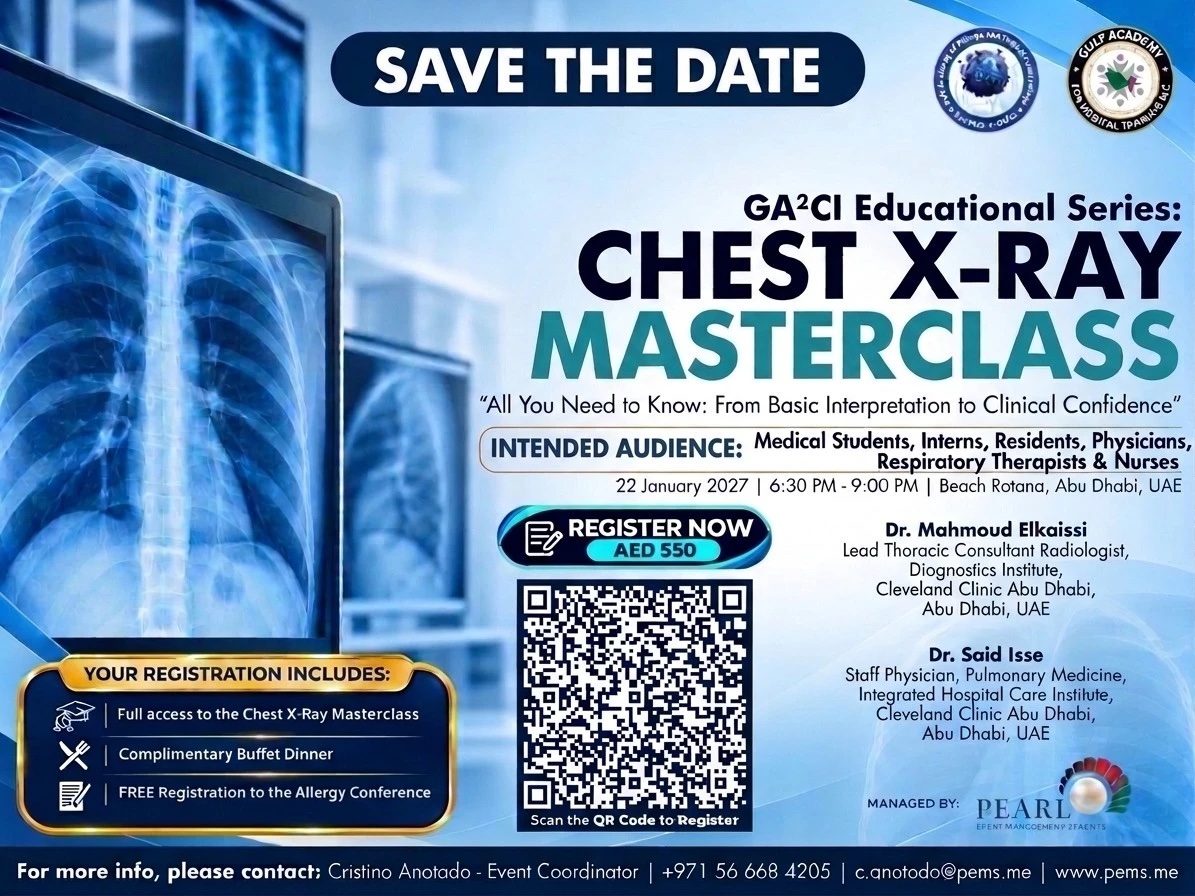 SAVE THE DATE
GULF ACADEMY
GA²CI Educational Series:
CHEST X-RAY
MASTERCLASS
“All You Need to Know: From Basic Interpretation to Clinical Confidence”
INTENDED AUDIENCE: Medical Students, Interns, Residents, Physicians,
Respiratory Therapists & Nurses
22 January 2027 | 6:30 PM - 9:00 PM | Beach Rotana, Abu Dhabi, UAE
REGISTER NOW
AED 550
Scan the QR Code to Register
Dr. Mahmoud Elkaissi
Lead Thoracic Consultant Radiologist,
Diognostics Institute,
Cleveland Clinic Abu Dhabi,
Abu Dhabi, UAE
Dr. Said Isse
Staff Physician, Pulmonary Medicine,
Integrated Hospital Care Institute,
Cleveland Clinic Abu Dhabi,
Abu Dhabi, UAE
YOUR REGISTRATION INCLUDES:
Full access to the Chest X-Ray Masterclass
Complimentary Buffet Dinner
FREE Registration to the Allergy Conference
MANAGED BY: PEARL
For more info, please contact: Cristino Anotado - Event Coordinator | +971 56 668 4205 | c.anotodo@pems.me | www.pems.me